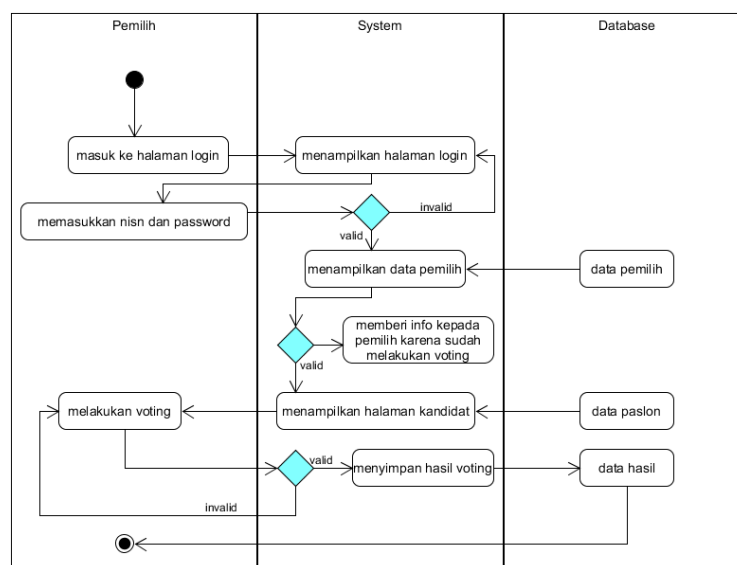 Pemilih
System
Database
masuk ke halaman login
menampilkan halaman login
memasukkan nisn dan password
invalid
valid
menampilkan data pemilih
data pemilih
memberi info kepada
pemilih karena sudah
melakukan voting
valid
melakukan voting
menampilkan halaman kandidat
data paslon
valid
menyimpan hasil voting
data hasil
invalid